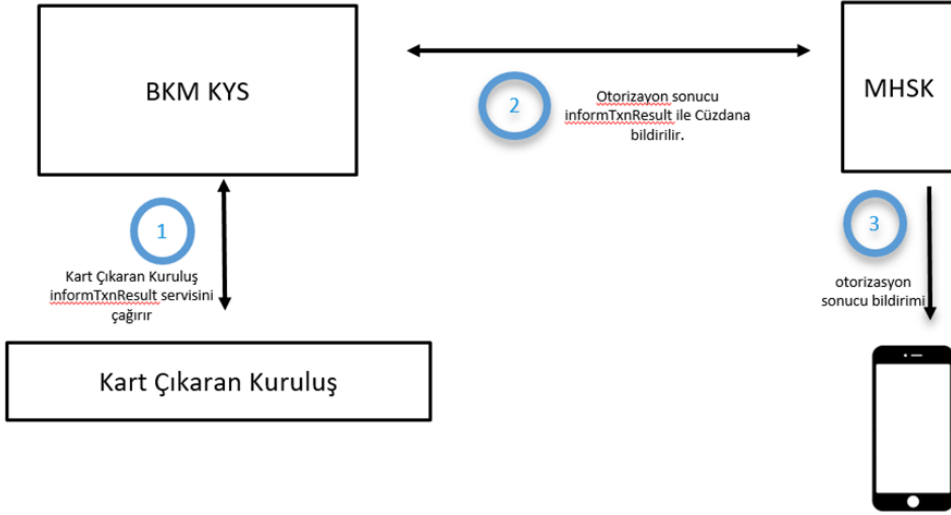 BKM KYS
MHSK
2
Otorizayon sonucu
informTxnResult ile Cüzdana
bildirilir.
1
Kart Çıkaran Kuruluş
informTxnResult servisini
çağırır
3
otorizasyon
sonucu bildirimi
Kart Çıkaran Kuruluş